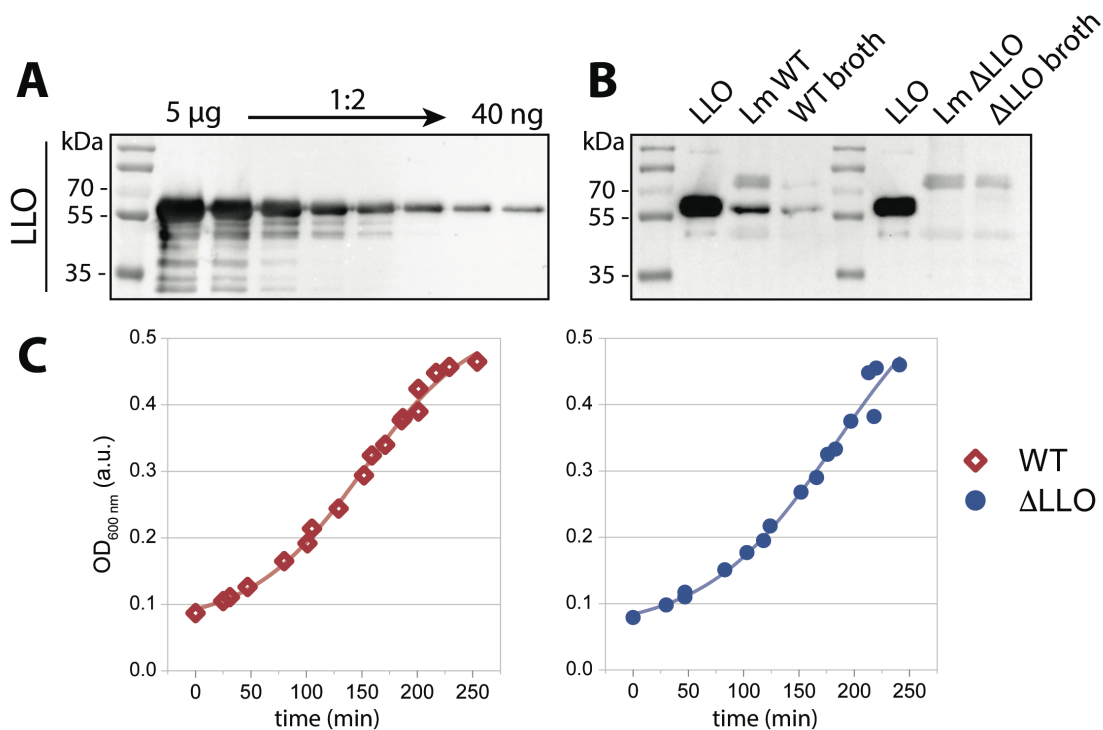 A
5 µg
1:2
40 ng
kDa
70 -
55 -
35 -
LLO
B
LLO
Lm WT
WT broth
LLO
Lm ΔLLO
ΔLLO broth
kDa
70 -
55 -
35 -
C
0.5
0.4
0.3
0.2
0.1
0.0
OD600 nm (a.u.)
0 50 100 150 200 250
time (min)
0.5
0.4
0.3
0.2
0.1
0.0
0 50 100 150 200 250
time (min)
WT
ΔLLO